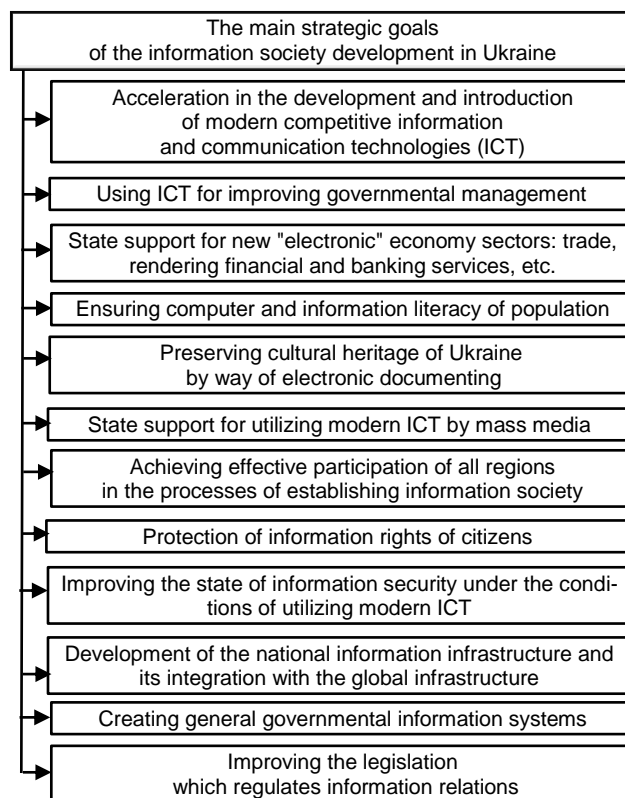 The main strategic goals
of the information society development in Ukraine
Acceleration in the development and introduction
of modern competitive information
and communication technologies (ICT)
Using ICT for improving governmental management
State support for new "electronic" economy sectors: trade,
rendering financial and banking services, etc.
Ensuring computer and information literacy of population
Preserving cultural heritage of Ukraine
by way of electronic documenting
State support for utilizing modern ICT by mass media
Achieving effective participation of all regions
in the processes of establishing information society
Protection of information rights of citizens
Improving the state of information security under the condi-
tions of utilizing modern ICT
Development of the national information infrastructure and
its integration with the global infrastructure
Creating general governmental information systems
Improving the legislation
which regulates information relations